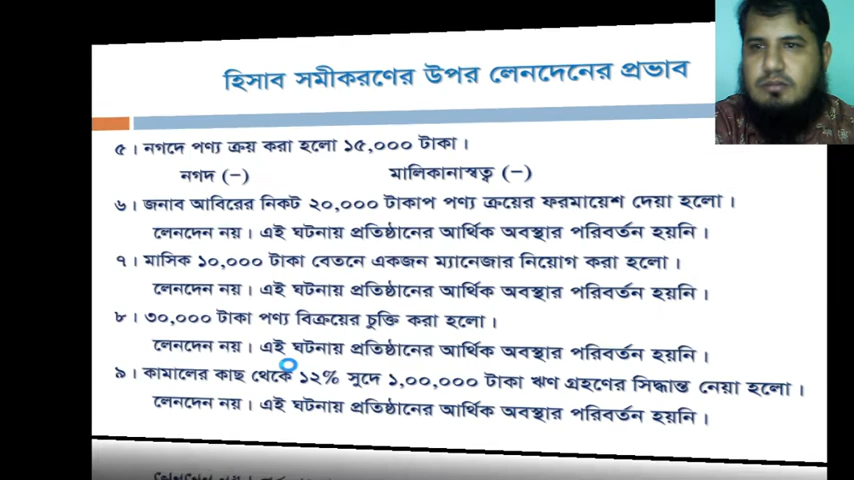 হিসাব সমীকরণের উপর লেনদেনের প্রভাব
৫। নগদে পণ্য ক্রয় করা হলো ১৫,০০০ টাকা।
নগদ (-) মালিকানাস্বত্ব (-)
৬। জনাব আবিরের নিকট ২০,০০০ টাকাপ পণ্য ক্রয়ের ফরমায়েশ দেয়া হলো।
লেনদেন নয়। এই ঘটনায় প্রতিষ্ঠানের আর্থিক অবস্থার পরিবর্তন হয়নি।
৭। মাসিক ১০,০০০ টাকা বেতনে একজন ম্যানেজার নিয়োগ করা হলো।
লেনদেন নয়। এই ঘটনায় প্রতিষ্ঠানের আর্থিক অবস্থার পরিবর্তন হয়নি।
৮। ৩০,০০০ টাকা পণ্য বিক্রয়ের চুক্তি করা হলো।
লেনদেন নয়। এই ঘটনায় প্রতিষ্ঠানের আর্থিক অবস্থার পরিবর্তন হয়নি।
৯। কামালের কাছ থেকে ১২% সুদে ১,০০,০০০ টাকা ঋণ গ্রহণের সিদ্ধান্ত নেয়া হলো।
লেনদেন নয়। এই ঘটনায় প্রতিষ্ঠানের আর্থিক অবস্থার পরিবর্তন হয়নি।